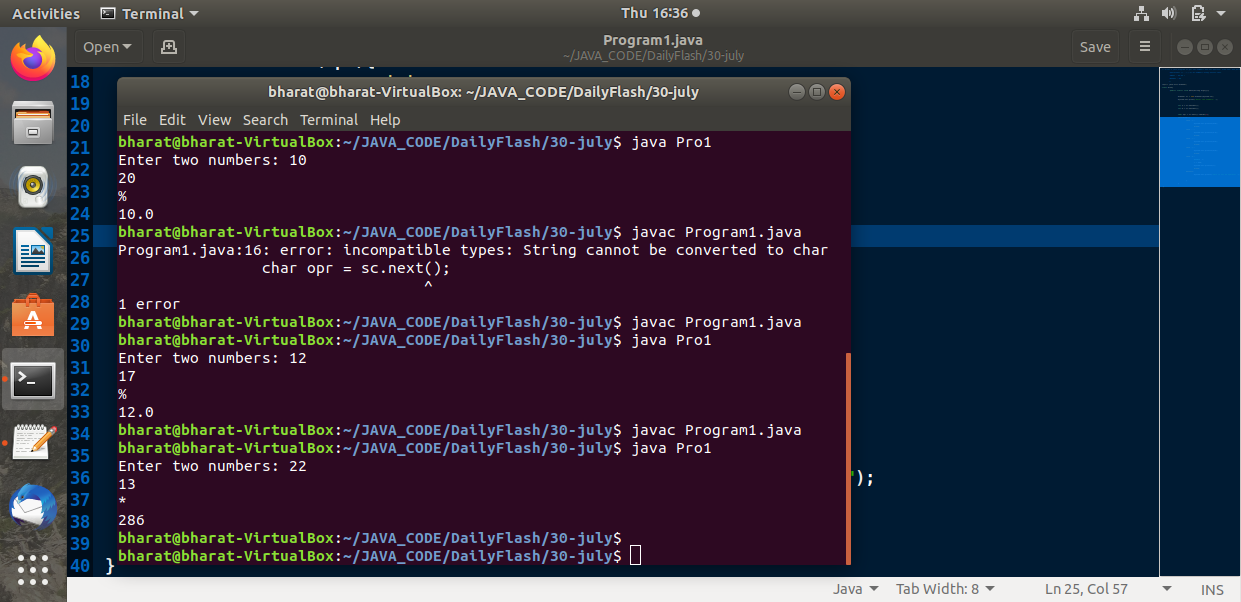 Activities
Terminal
Thu 16:36
Open
Program1.java
~/JAVA_CODE/DailyFlash/30-july
Save
bharat@bharat-VirtualBox: ~/JAVA_CODE/DailyFlash/30-july
File Edit View Search Terminal Help
bharat@bharat-VirtualBox:~/JAVA_CODE/DailyFlash/30-july$ java Pro1
Enter two numbers: 10
20
%
10.0
bharat@bharat-VirtualBox:~/JAVA_CODE/DailyFlash/30-july$ javac Program1.java
Program1.java:16: error: incompatible types: String cannot be converted to char
char opr = sc.next();
^
1 error
bharat@bharat-VirtualBox:~/JAVA_CODE/DailyFlash/30-july$ javac Program1.java
bharat@bharat-VirtualBox:~/JAVA_CODE/DailyFlash/30-july$ java Pro1
Enter two numbers: 12
17
%
12.0
bharat@bharat-VirtualBox:~/JAVA_CODE/DailyFlash/30-july$ javac Program1.java
bharat@bharat-VirtualBox:~/JAVA_CODE/DailyFlash/30-july$ java Pro1
Enter two numbers: 22
13
*
286
bharat@bharat-VirtualBox:~/JAVA_CODE/DailyFlash/30-july$
bharat@bharat-VirtualBox:~/JAVA_CODE/DailyFlash/30-july$
18
19
20
21
22
23
24
25
26
27
28
29
30
31
32
33
34
35
36 ");
37
38
39
40 }
Java Tab Width: 8 Ln 25, Col 57 INS